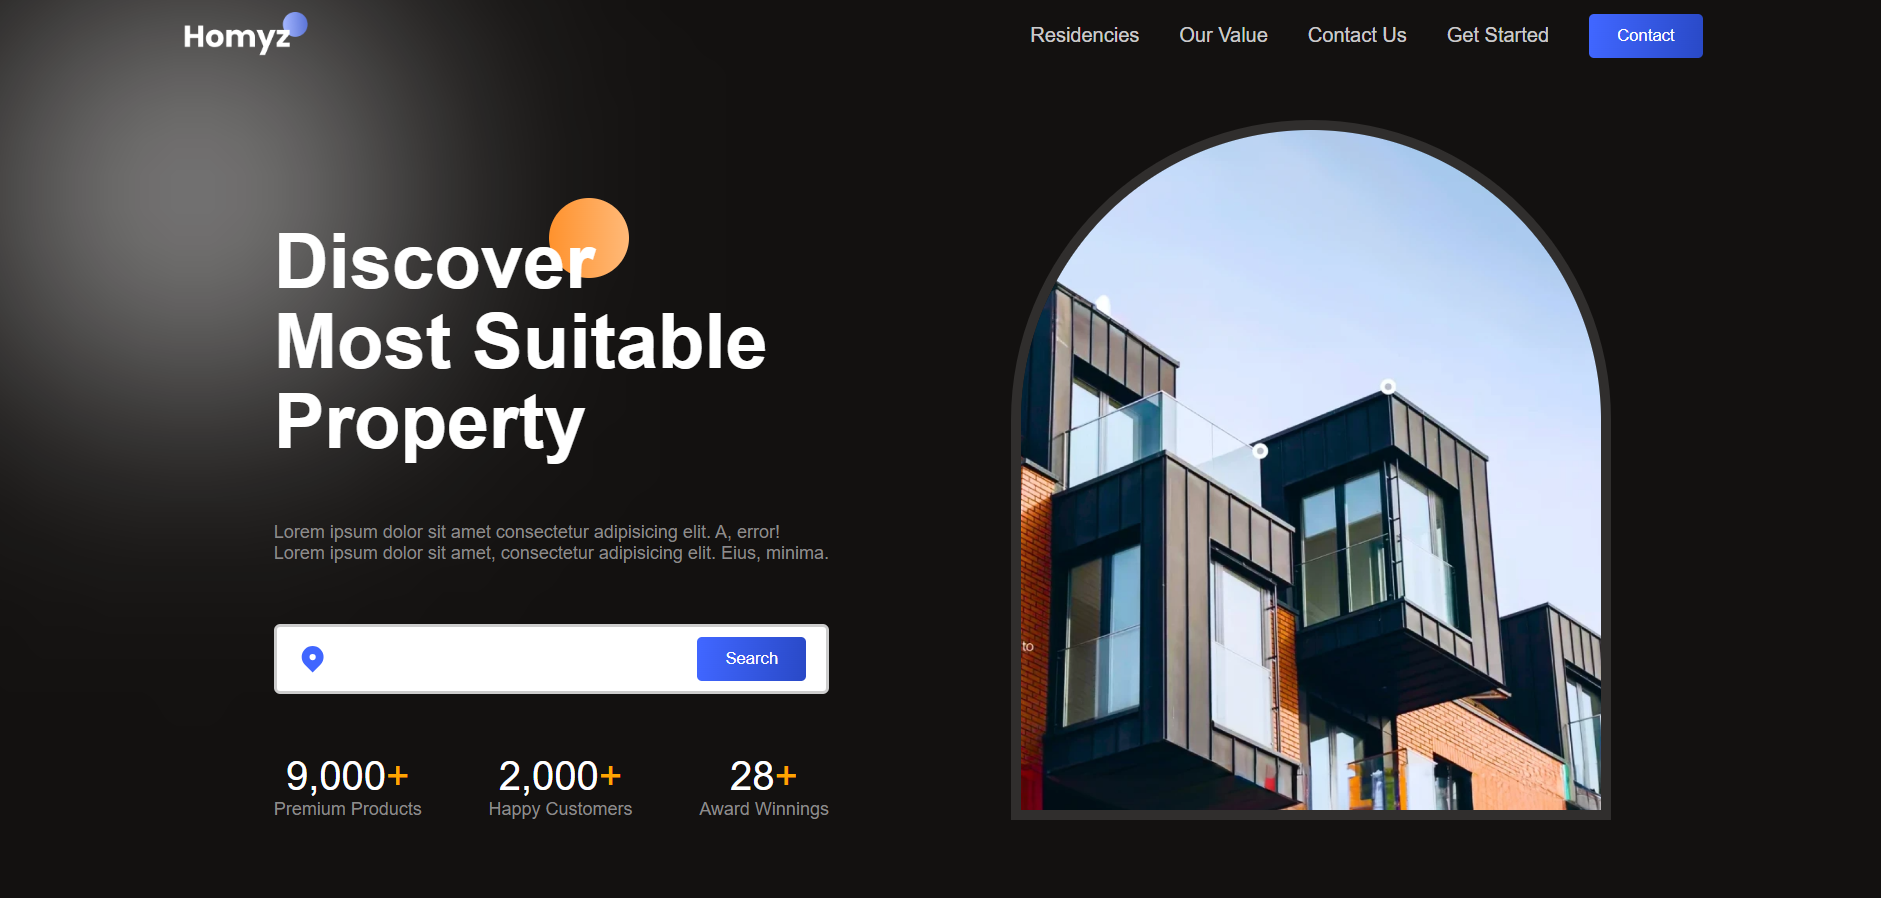 Homyz
Residencies
Our Value
Contact Us
Get Started
Contact
Discover
Most Suitable
Property
Lorem ipsum dolor sit amet consectetur adipisicing elit. A, error!
Lorem ipsum dolor sit amet, consectetur adipisicing elit. Eius, minima.
Search
9,000+
Premium Products
2,000+
Happy Customers
28+
Award Winnings
to